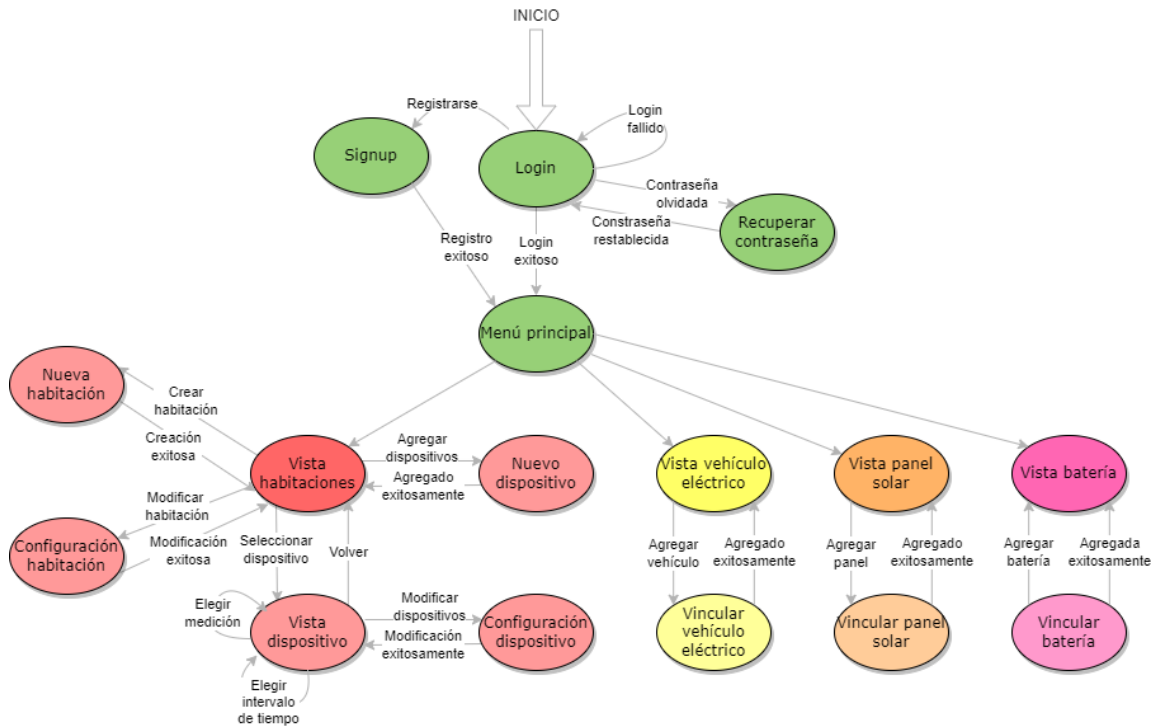 INICIO
Registrarse
Login
fallido
Signup
Login
Contraseña
olvidada
Constraseña
restablecida
Recuperar
contraseña
Registro
exitoso
Login
exitoso
Menú principal
Nueva
habitación
Crear
habitación
Creación
exitosa
Vista
habitaciones
Agregar
dispositivos
Agregado
exitosamente
Nuevo
dispositivo
Vista vehículo
eléctrico
Vista panel
solar
Vista batería
Modificar
habitación
Configuración
habitación
Modificación
exitosa
Seleccionar
dispositivo
Volver
Agregar
vehículo
Agregado
exitosamente
Agregar
panel
Agregado
exitosamente
Agregar
batería
Agregada
exitosamente
Elegir
medición
Vista
dispositivo
Modificar
dispositivos
Modificación
exitosamente
Configuración
dispositivo
Vincular
vehículo
eléctrico
Vincular panel
solar
Vincular
batería
Elegir
intervalo
de tiempo